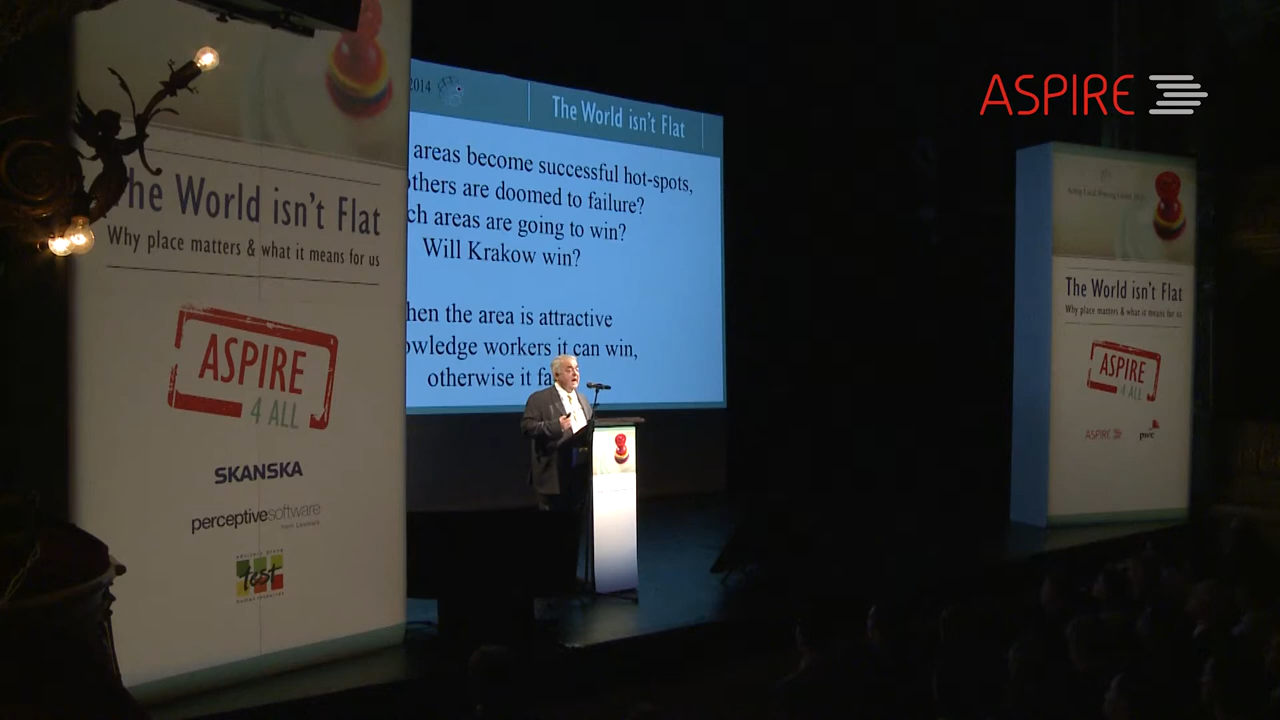 The World isn't Flat
Why place matters & what it means for us
ASPIRE
4 ALL
SKANSKA
perceptivesoftware
from Lexmark
test
2014
The World isn't Flat
areas become successful hot-spots,
others are doomed to failure?
ch areas are going to win?
Will Krakow win?
hen the area is attractive
owledge workers it can win,
otherwise it fa
ASPIRE
The World isn't Flat
Why place matters & what it means for us
ASPIRE
4 ALL
ASPIRE
pwc